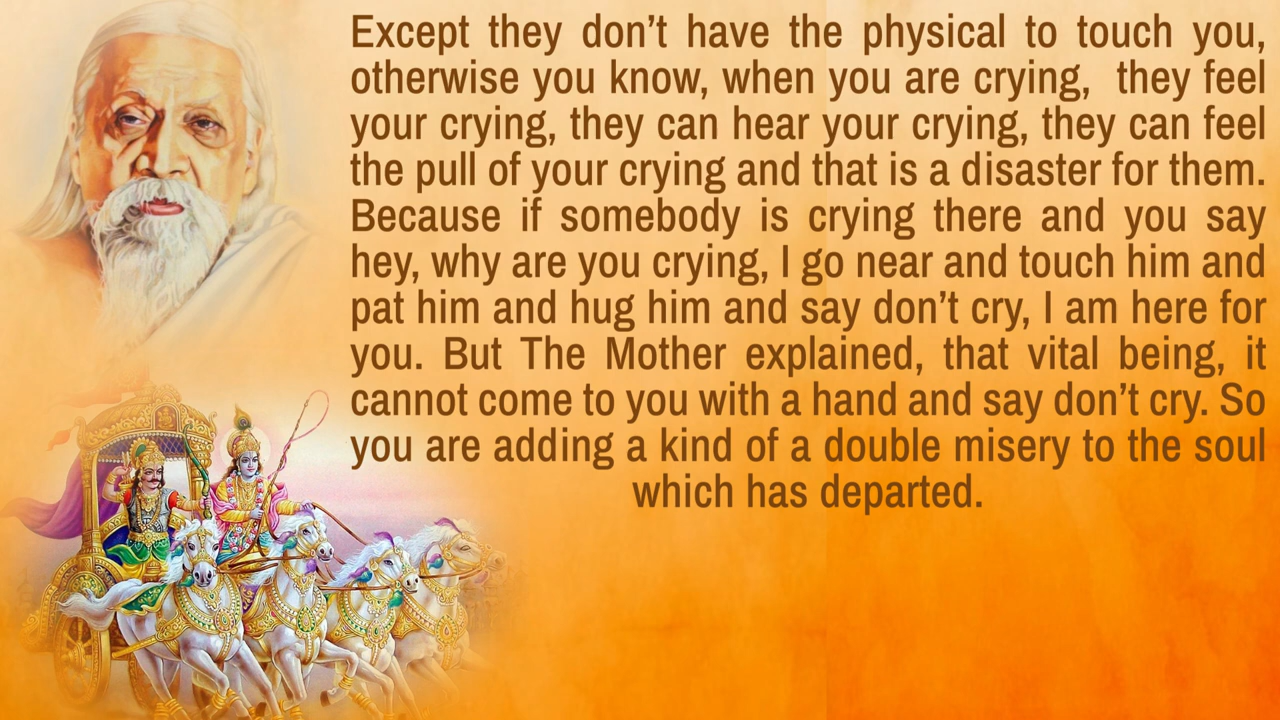 Except they don’t have the physical to touch you,
otherwise you know, when you are crying,  they feel
your crying, they can hear your crying, they can feel
the pull of your crying and that is a disaster for them.
Because if somebody is crying there and you say
hey, why are you crying, I go near and touch him and
pat him and hug him and say don’t cry, I am here for
you. But The Mother explained, that vital being, it
cannot come to you with a hand and say don’t cry. So
you are adding a kind of a double misery to the soul
which has departed.